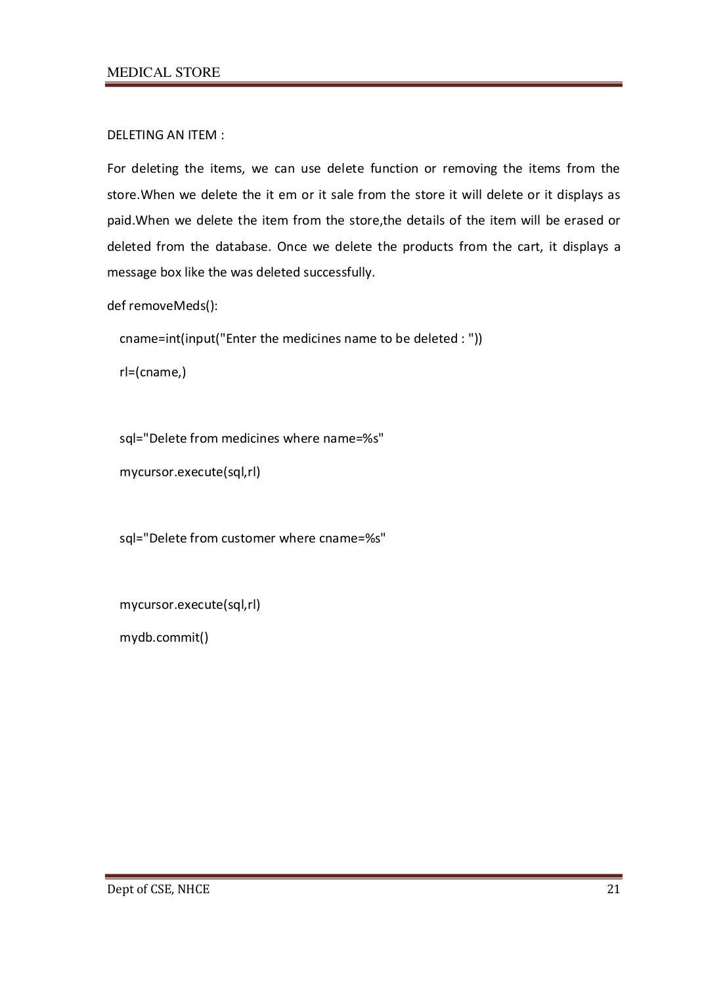 MEDICAL STORE
DELETING AN ITEM :
For deleting the items, we can use delete function or removing the items from the
store.When we delete the it em or it sale from the store it will delete or it displays as
paid.When we delete the item from the store,the details of the item will be erased or
deleted from the database. Once we delete the products from the cart, it displays a
message box like the was deleted successfully.
def removeMeds():
cname=int(input("Enter the medicines name to be deleted : "))
rl=(cname,)
sql="Delete from medicines where name=%s"
mycursor.execute(sql,rl)
sql="Delete from customer where cname=%s"
mycursor.execute(sql,rl)
mydb.commit()
Dept of CSE, NHCE 21